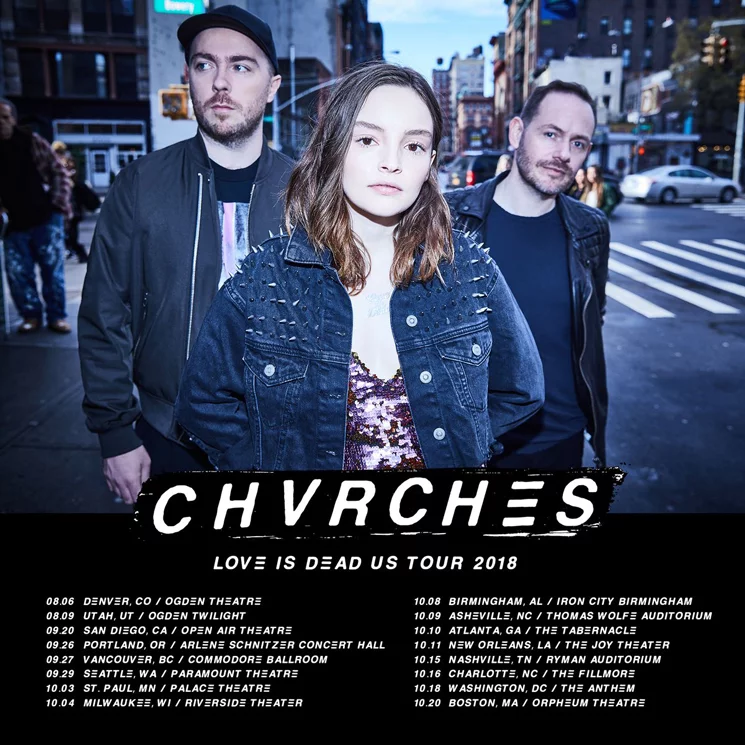 Bowery
CHVRCHES
LOVE IS DEAD US TOUR 2018
08.06 DENVER, CO / OGDEN THEATRE
08.09 UTAH, UT / OGDEN TWILIGHT
09.20 SAN DIEGO, CA / OPEN AIR THEATRE
09.26 PORTLAND, OR / ARLENE SCHNITZER CONCERT HALL
09.27 VANCOUVER, BC / COMMODORE BALLROOM
09.29 SEATTLE, WA / PARAMOUNT THEATRE
10.03 ST. PAUL, MN / PALACE THEATRE
10.04 MILWAUKEE, WI / RIVERSIDE THEATER
10.08 BIRMINGHAM, AL / IRON CITY BIRMINGHAM
10.09 ASHEVILLE, NC / THOMAS WOLFE AUDITORIUM
10.10 ATLANTA, GA / THE TABERNACLE
10.11 NEW ORLEANS, LA / THE JOY THEATER
10.15 NASHVILLE, TN / RYMAN AUDITORIUM
10.16 CHARLOTTE, NC / THE FILLMORE
10.18 WASHINGTON, DC / THE ANTHEM
10.20 BOSTON, MA / ORPHEUM THEATRE